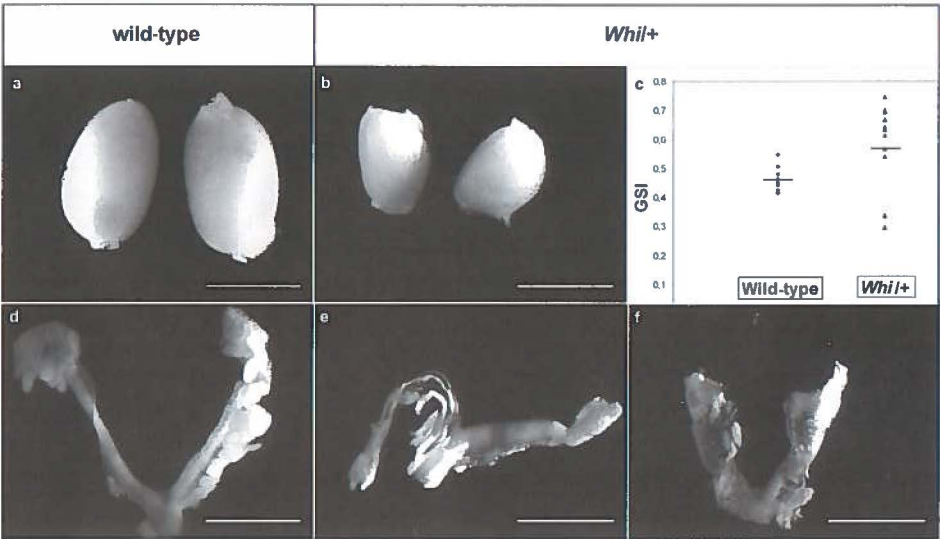 wild-type
Whi/+
a
b
c
0,8
0,7
0,6
0,5
0,4
0,3
0,2
0,1
GSI
Wild-type
Whi/+
d
e
f